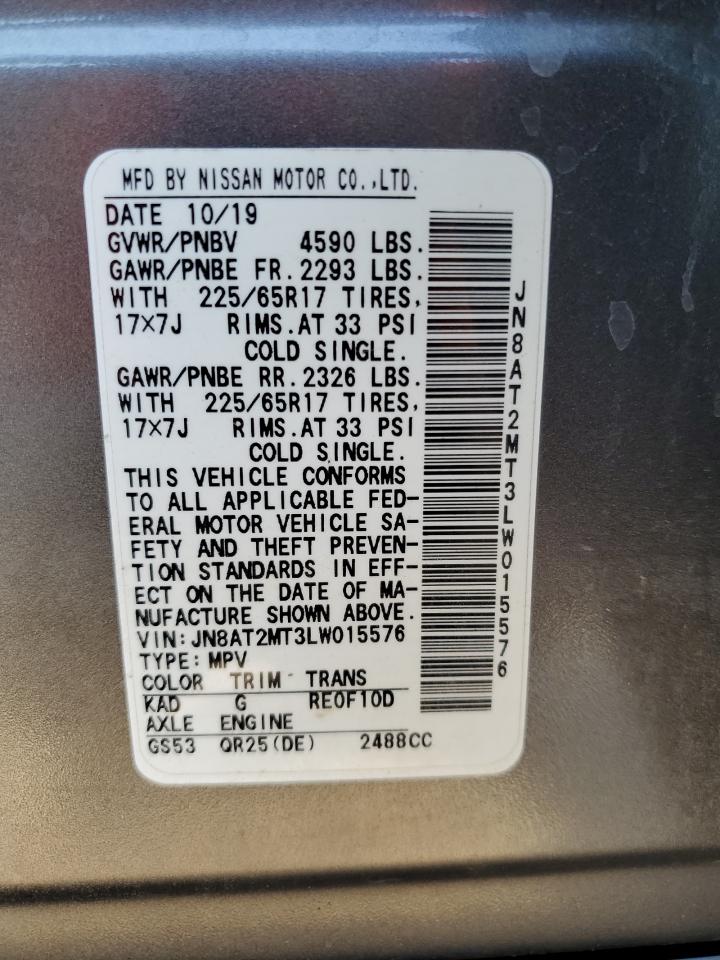 MFD BY NISSAN MOTOR CO.,LTD.
DATE 10/19
GVWR/PNBV 4590 LBS.
GAWR/PNBE FR.2293 LBS.
WITH 225/65R17 TIRES,
17×7J RIMS.AT 33 PSI
COLD SINGLE.
GAWR/PNBE RR.2326 LBS.
WITH 225/65R17 TIRES,
17×7J RIMS.AT 33 PSI
COLD SINGLE.
THIS VEHICLE CONFORMS
TO ALL APPLICABLE FED-
ERAL MOTOR VEHICLE SA-
FETY AND THEFT PREVEN-
TION STANDARDS IN EFF-
ECT ON THE DATE OF MA-
NUFACTURE SHOWN ABOVE.
VIN:JN8AT2MT3LW015576
TYPE:MPV
COLOR TRIM TRANS
KAD G RE0F10D
AXLE ENGINE
GS53 QR25(DE) 2488CC
JN8AT2MT3LW015576